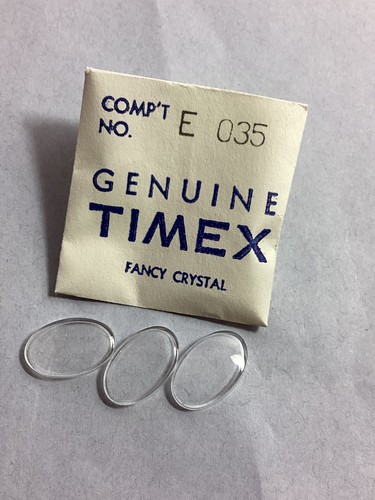 COMP'T
NO. E 035
GENUINE
TIMEX
FANCY CRYSTAL